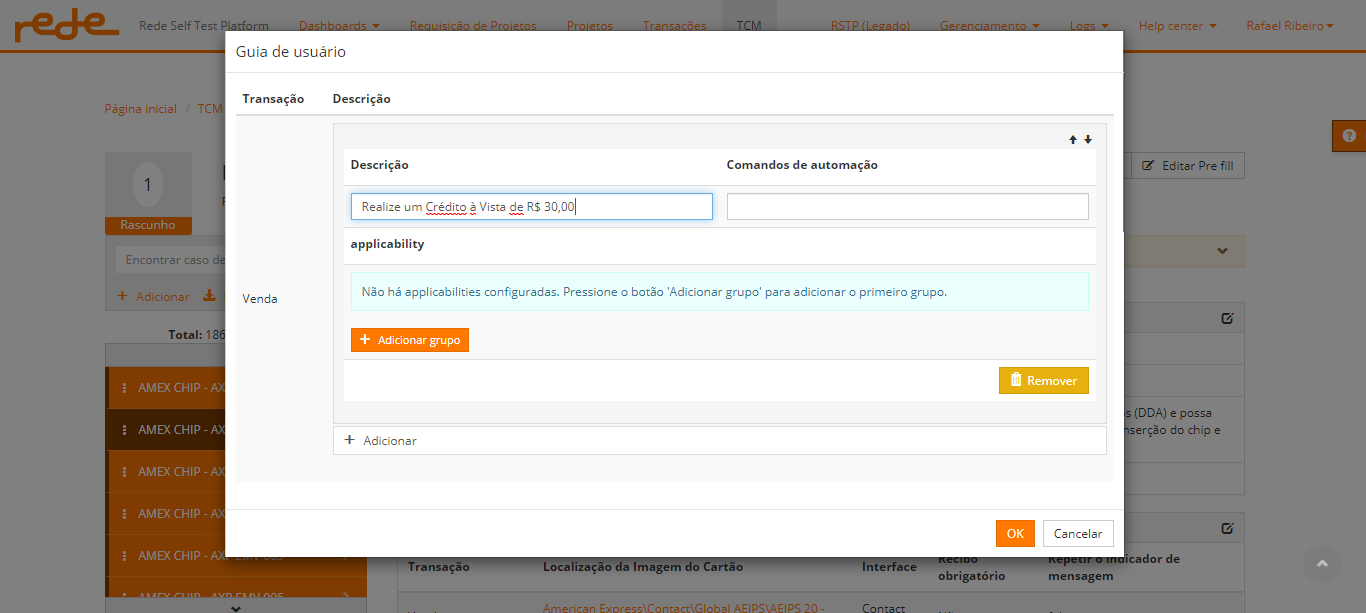 rede Rede Self Test Platform Dashboards Requisição de Projetos Projetos Transações TCM RSTP (Legado) Gerenciamento Logs Help center Rafael Ribeiro
Guia de usuário
Transação Descrição
Página inicial / TCM
Descrição Comandos de automação
1 Editar Pre fill
Realize um Crédito à Vista de R$ 30,00
Rascunho
applicability
Encontrar caso de
Não há applicabilities configuradas. Pressione o botão 'Adicionar grupo' para adicionar o primeiro grupo.
+ Adicionar
Venda
Total: 186
+ Adicionar grupo
Remover
AMEX CHIP - AX
(DDA) e possa
AMEX CHIP - AX
nserção do chip e
+ Adicionar
AMEX CHIP - AX
AMEX CHIP - AX
OK Cancelar
AMEX CHIP - AXP EMV 005
Transação Localização da Imagem do Cartão Interface Recibo obrigatório Repetir o indicador de mensagem
AMEX CHIP - AXP EMV 006
American Express\Contact\Global AEIPS\AEIPS 20 - Contact